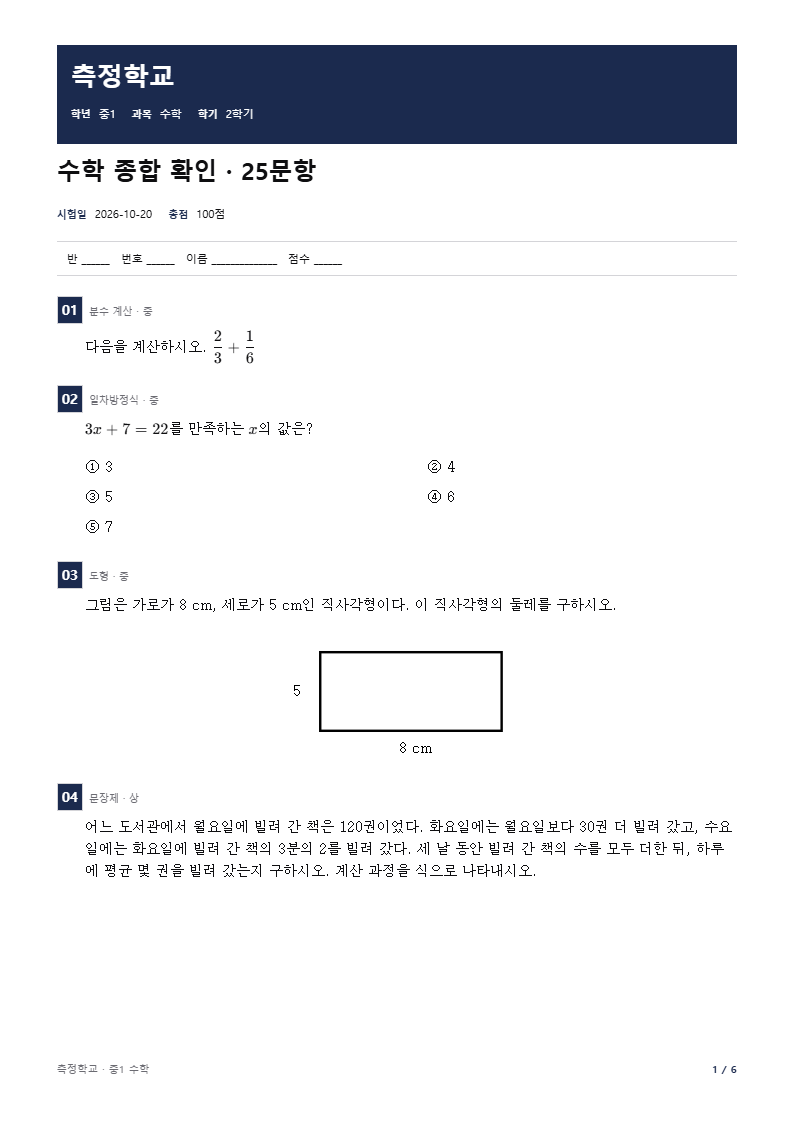 측정학교
학년 중1 과목 수학 학기 2학기
수학 종합 확인 · 25문항
시험일 2026-10-20 총점 100점
반 ______ 번호 ______ 이름 ______________ 점수 ______
01 분수 계산 · 중
다음을 계산하시오. 2/3 + 1/6
02 일차방정식 · 중
3x + 7 = 22를 만족하는 x의 값은?
① 3 ② 4
③ 5 ④ 6
⑤ 7
03 도형 · 중
그림은 가로가 8 cm, 세로가 5 cm인 직사각형이다. 이 직사각형의 둘레를 구하시오.
5
8 cm
04 문장제 · 상
어느 도서관에서 월요일에 빌려 간 책은 120권이었다. 화요일에는 월요일보다 30권 더 빌려 갔고, 수요
일에는 화요일에 빌려 간 책의 3분의 2를 빌려 갔다. 세 날 동안 빌려 간 책의 수를 모두 더한 뒤, 하루
에 평균 몇 권을 빌려 갔는지 구하시오. 계산 과정을 식으로 나타내시오.
측정학교 · 중1 수학 1 / 6